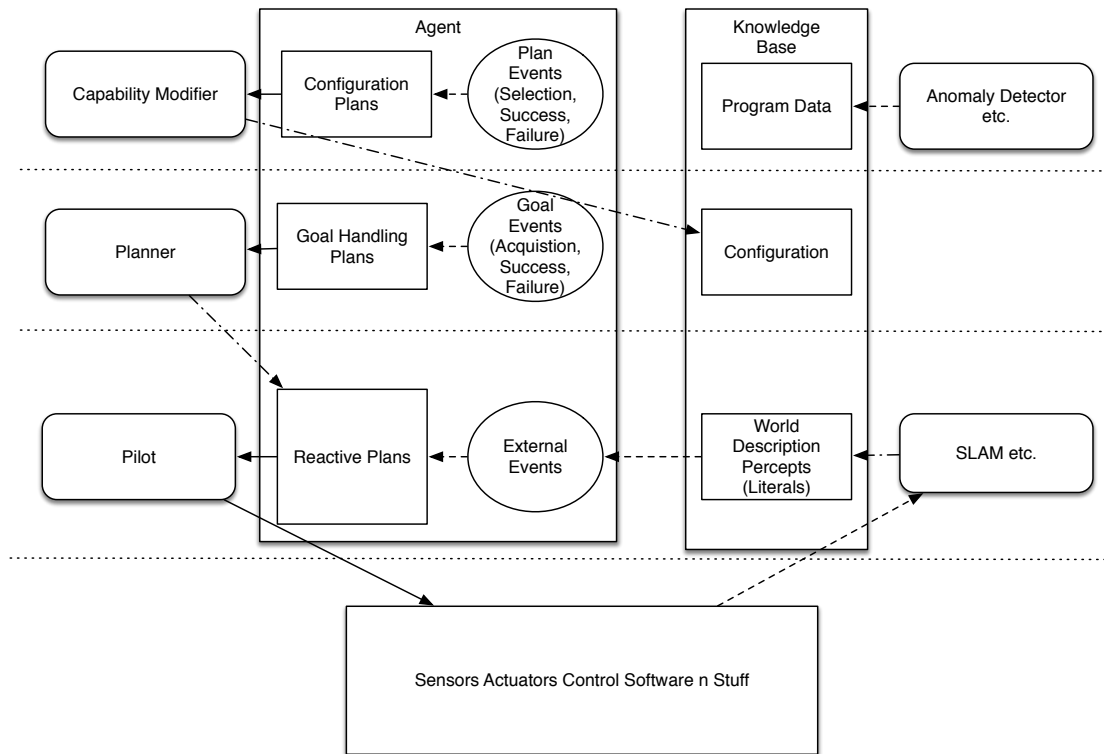 Agent
Knowledge
Base
Capability Modifier
Configuration
Plans
Plan
Events
(Selection,
Success,
Failure)
Program Data
Anomaly Detector
etc.
Planner
Goal Handling
Plans
Goal
Events
(Acquistion,
Success,
Failure)
Configuration
Pilot
Reactive Plans
External
Events
World
Description
Percepts
(Literals)
SLAM etc.
Sensors Actuators Control Software n Stuff